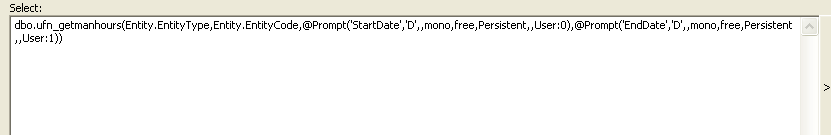 Select:
dbo.ufn_getmanhours(Entity.EntityType,Entity.EntityCode,@Prompt('StartDate','D',,mono,free,Persistent,,User:0),@Prompt('EndDate','D',,mono,free,Persistent
,,User:1))
>